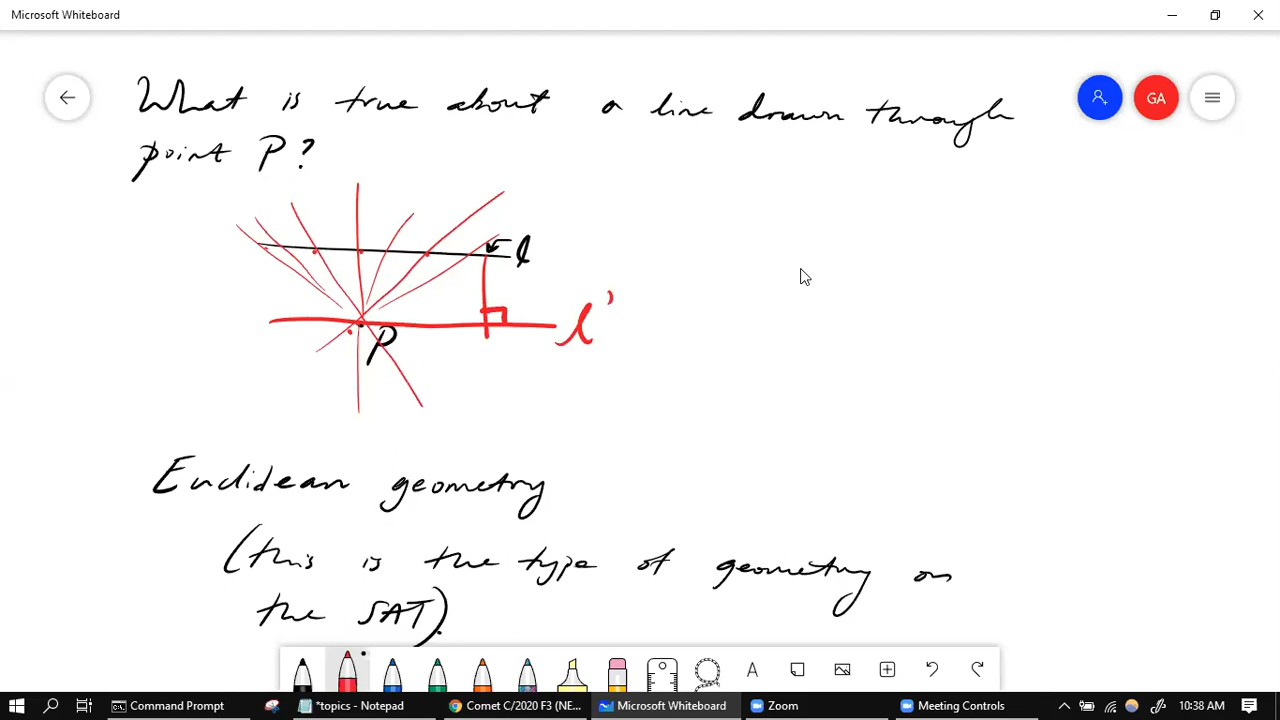 Microsoft Whiteboard
What is true about a line drawn through
point P?
GA
l
l'
P
Euclidean geometry
(this is the type of geometry on
the SAT).
A
Command Prompt
*topics - Notepad
Comet C/2020 F3 (NE...
Microsoft Whiteboard
Zoom
Meeting Controls
10:38 AM